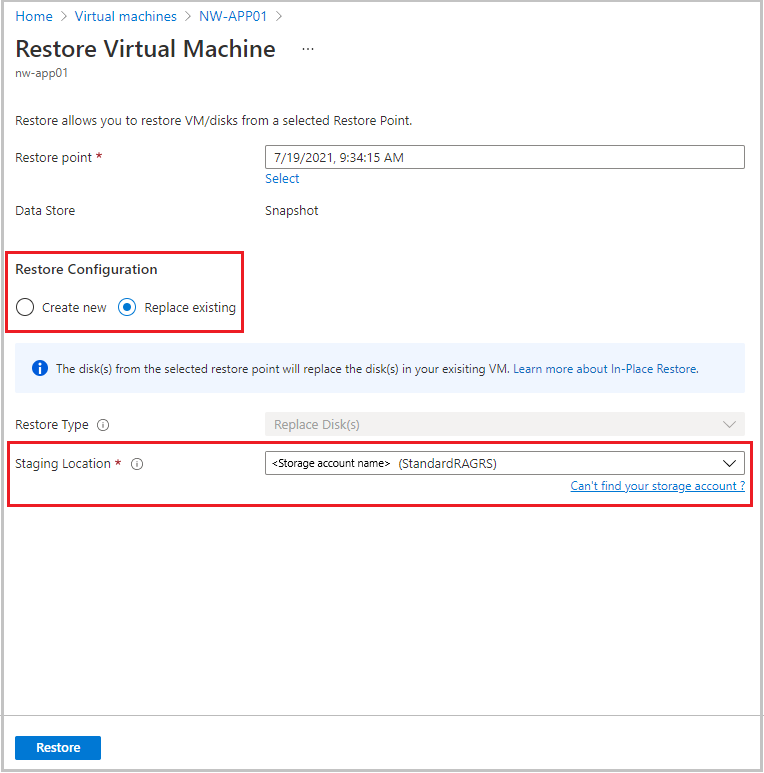 Home > Virtual machines > NW-APP01 >
Restore Virtual Machine ...
nw-app01
Restore allows you to restore VM/disks from a selected Restore Point.
Restore point * 7/19/2021, 9:34:15 AM
Select
Data Store Snapshot
Restore Configuration
Create new Replace existing
The disk(s) from the selected restore point will replace the disk(s) in your exisiting VM. Learn more about In-Place Restore.
Restore Type Replace Disk(s)
Staging Location * <Storage account name> (StandardRAGRS)
Can't find your storage account ?
Restore